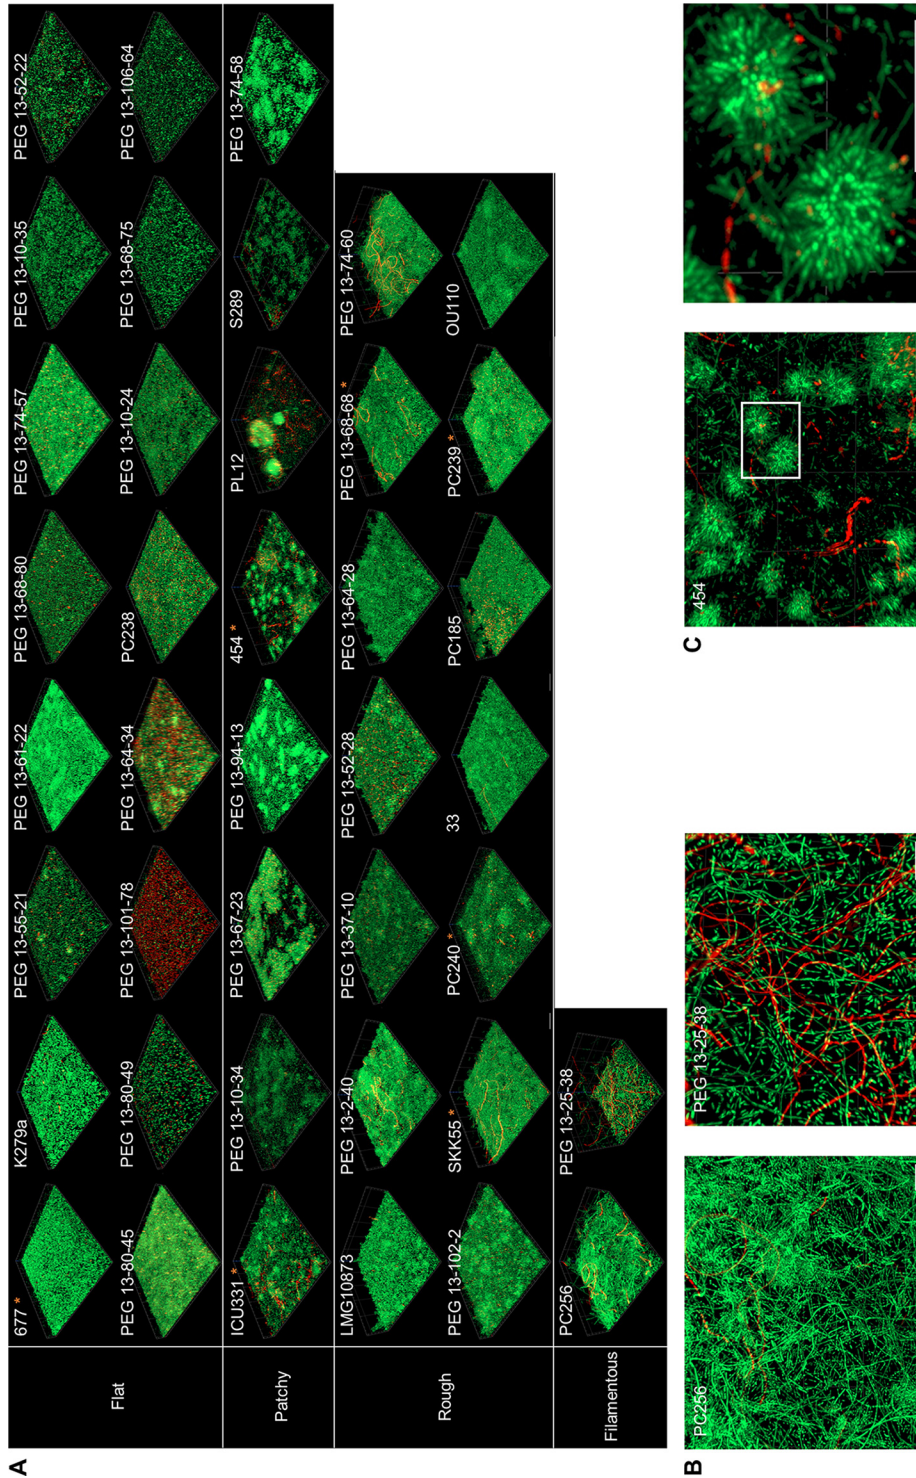 A
Flat
677 *
K279a
PEG 13-55-21
PEG 13-61-22
PEG 13-68-80
PEG 13-74-57
PEG 13-10-35
PEG 13-52-22
PEG 13-80-45
PEG 13-80-49
PEG 13-101-78
PEG 13-64-34
PC238
PEG 13-10-24
PEG 13-68-75
PEG 13-106-64
Patchy
ICU331 *
PEG 13-10-34
PEG 13-67-23
PEG 13-94-13
454 *
PL12
S289
PEG 13-74-58
Rough
LMG10873
PEG 13-2-40
PEG 13-37-10
PEG 13-52-28
PEG 13-64-28
PEG 13-68-68 *
PEG 13-74-60
PEG 13-102-2
SKK55 *
PC240 *
33
PC185
PC239 *
OU110
Filamentous
PC256
PEG 13-25-38
B
PC256
PEG 13-25-38
C
454